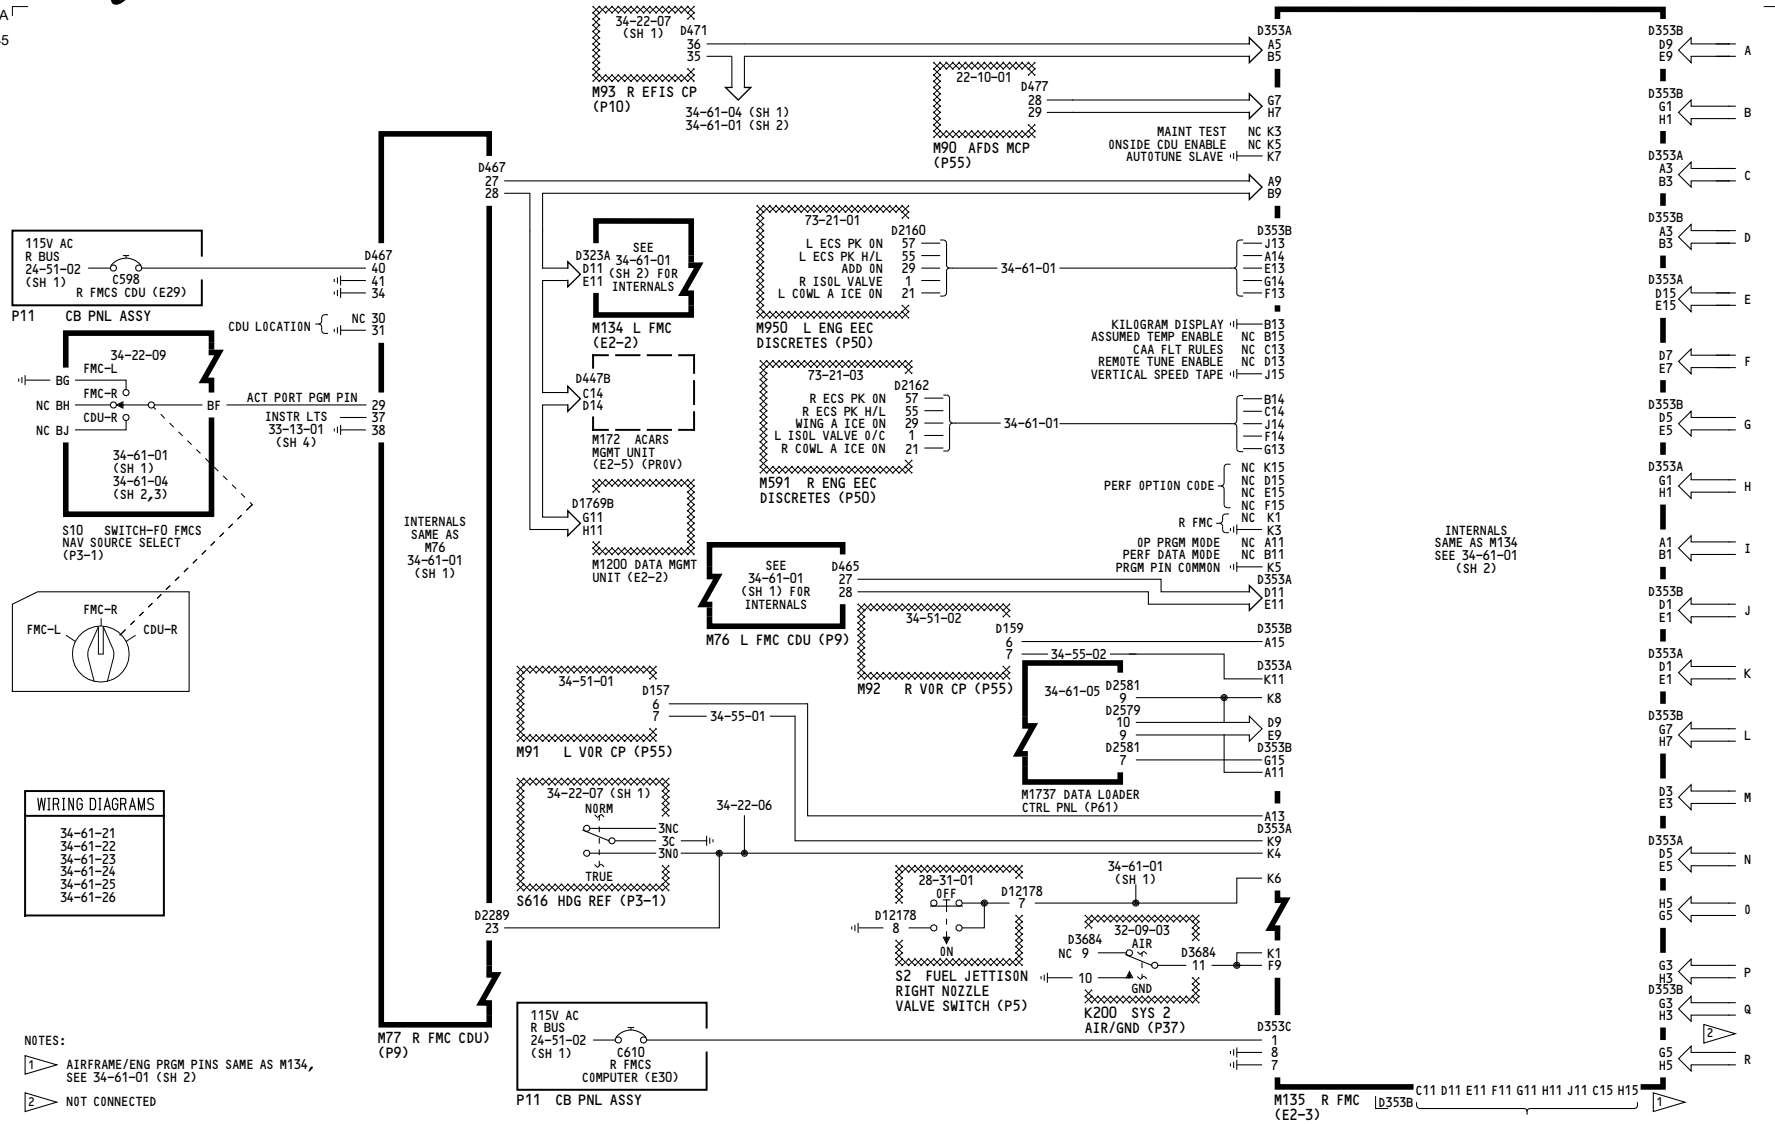 A
34-22-07
(SH 1)
D471
36
35
M93 R EFIS CP
(P10)
34-61-04 (SH 1)
34-61-01 (SH 2)
22-10-01
D477
28
29
M90 AFDS MCP
(P55)
D353A
A5
B5
G7
H7
MAINT TEST NC K3
ONSIDE CDU ENABLE NC K5
AUTOTUNE SLAVE K7
A9
B9
D467
27
28
115V AC
R BUS
24-51-02
(SH 1)
C598
R FMCS CDU (E29)
P11 CB PNL ASSY
D467
40
41
34
CDU LOCATION
NC 30
31
34-22-09
FMC-L
BG
FMC-R
NC BH
CDU-R
NC BJ
BF
ACT PORT PGM PIN 29
INSTR LTS 37
33-13-01 38
(SH 4)
34-61-01
(SH 1)
34-61-04
(SH 2,3)
S10 SWITCH-FO FMCS
NAV SOURCE SELECT
(P3-1)
FMC-R
FMC-L
CDU-R
INTERNALS
SAME AS
M76
34-61-01
(SH 1)
D2289
23
M77 R FMC CDU)
(P9)
D323A
D11
E11
SEE
34-61-01
(SH 2) FOR
INTERNALS
M134 L FMC
(E2-2)
D447B
C14
D14
M172 ACARS
MGMT UNIT
(E2-5) (PROV)
D1769B
G11
H11
M1200 DATA MGMT
UNIT (E2-2)
73-21-01
D2160
L ECS PK ON 57
L ECS PK H/L 55
ADD ON 29
R ISOL VALVE 1
L COWL A ICE ON 21
34-61-01
M950 L ENG EEC
DISCRETES (P50)
D353B
J13
A14
E13
G14
F13
KILOGRAM DISPLAY B13
ASSUMED TEMP ENABLE NC B15
CAA FLT RULES NC C13
REMOTE TUNE ENABLE NC D13
VERTICAL SPEED TAPE J15
73-21-03
D2162
R ECS PK ON 57
R ECS PK H/L 55
WING A ICE ON 29
L ISOL VALVE O/C 1
R COWL A ICE ON 21
34-61-01
M591 R ENG EEC
DISCRETES (P50)
B14
C14
J14
F14
G13
PERF OPTION CODE
NC K15
NC D15
NC E15
NC F15
R FMC
NC K1
K3
OP PRGM MODE NC A11
PERF DATA MODE NC B11
PRGM PIN COMMON K5
D353A
D11
E11
SEE
34-61-01
(SH 1) FOR
INTERNALS
D465
27
28
M76 L FMC CDU (P9)
34-51-02
D159
6
7
34-55-02
M92 R VOR CP (P55)
D353B
A15
D353A
K11
34-61-05
D2581
9
D2579
10
9
D2581
7
M1737 DATA LOADER
CTRL PNL (P61)
K8
D9
E9
D353B
G15
A11
34-51-01
D157
6
7
34-55-01
M91 L VOR CP (P55)
34-22-07 (SH 1)
NORM
3NC
3C
3NO
TRUE
S616 HDG REF (P3-1)
34-22-06
A13
D353A
K9
K4
28-31-01
OFF
D12178
7
D12178
8
ON
S2 FUEL JETTISON
RIGHT NOZZLE
VALVE SWITCH (P5)
34-61-01
(SH 1)
K6
32-09-03
D3684
NC 9
AIR
D3684
11
10
GND
K200 SYS 2
AIR/GND (P37)
K1
F9
115V AC
R BUS
24-51-02
(SH 1)
C610
R FMCS
COMPUTER (E30)
P11 CB PNL ASSY
D353C
1
8
7
INTERNALS
SAME AS M134
SEE 34-61-01
(SH 2)
M135 R FMC
(E2-3)
D353B C11 D11 E11 F11 G11 H11 J11 C15 H15
1
D353B
D9 A
E9
D353B
G1 B
H1
D353A
A3 C
B3
D353B
A3 D
B3
D353A
D15 E
E15
D7 F
E7
D353B
D5 G
E5
D353A
G1 H
H1
A1 I
B1
D353B
D1 J
E1
D353A
D1 K
E1
D353B
G7 L
H7
D3 M
E3
D353A
D5 N
E5
H5 O
G5
G3 P
H3
D353B
G3 Q
H3
2
G5 R
H5
WIRING DIAGRAMS
34-61-21
34-61-22
34-61-23
34-61-24
34-61-25
34-61-26
NOTES:
1 AIRFRAME/ENG PRGM PINS SAME AS M134,
SEE 34-61-01 (SH 2)
2 NOT CONNECTED